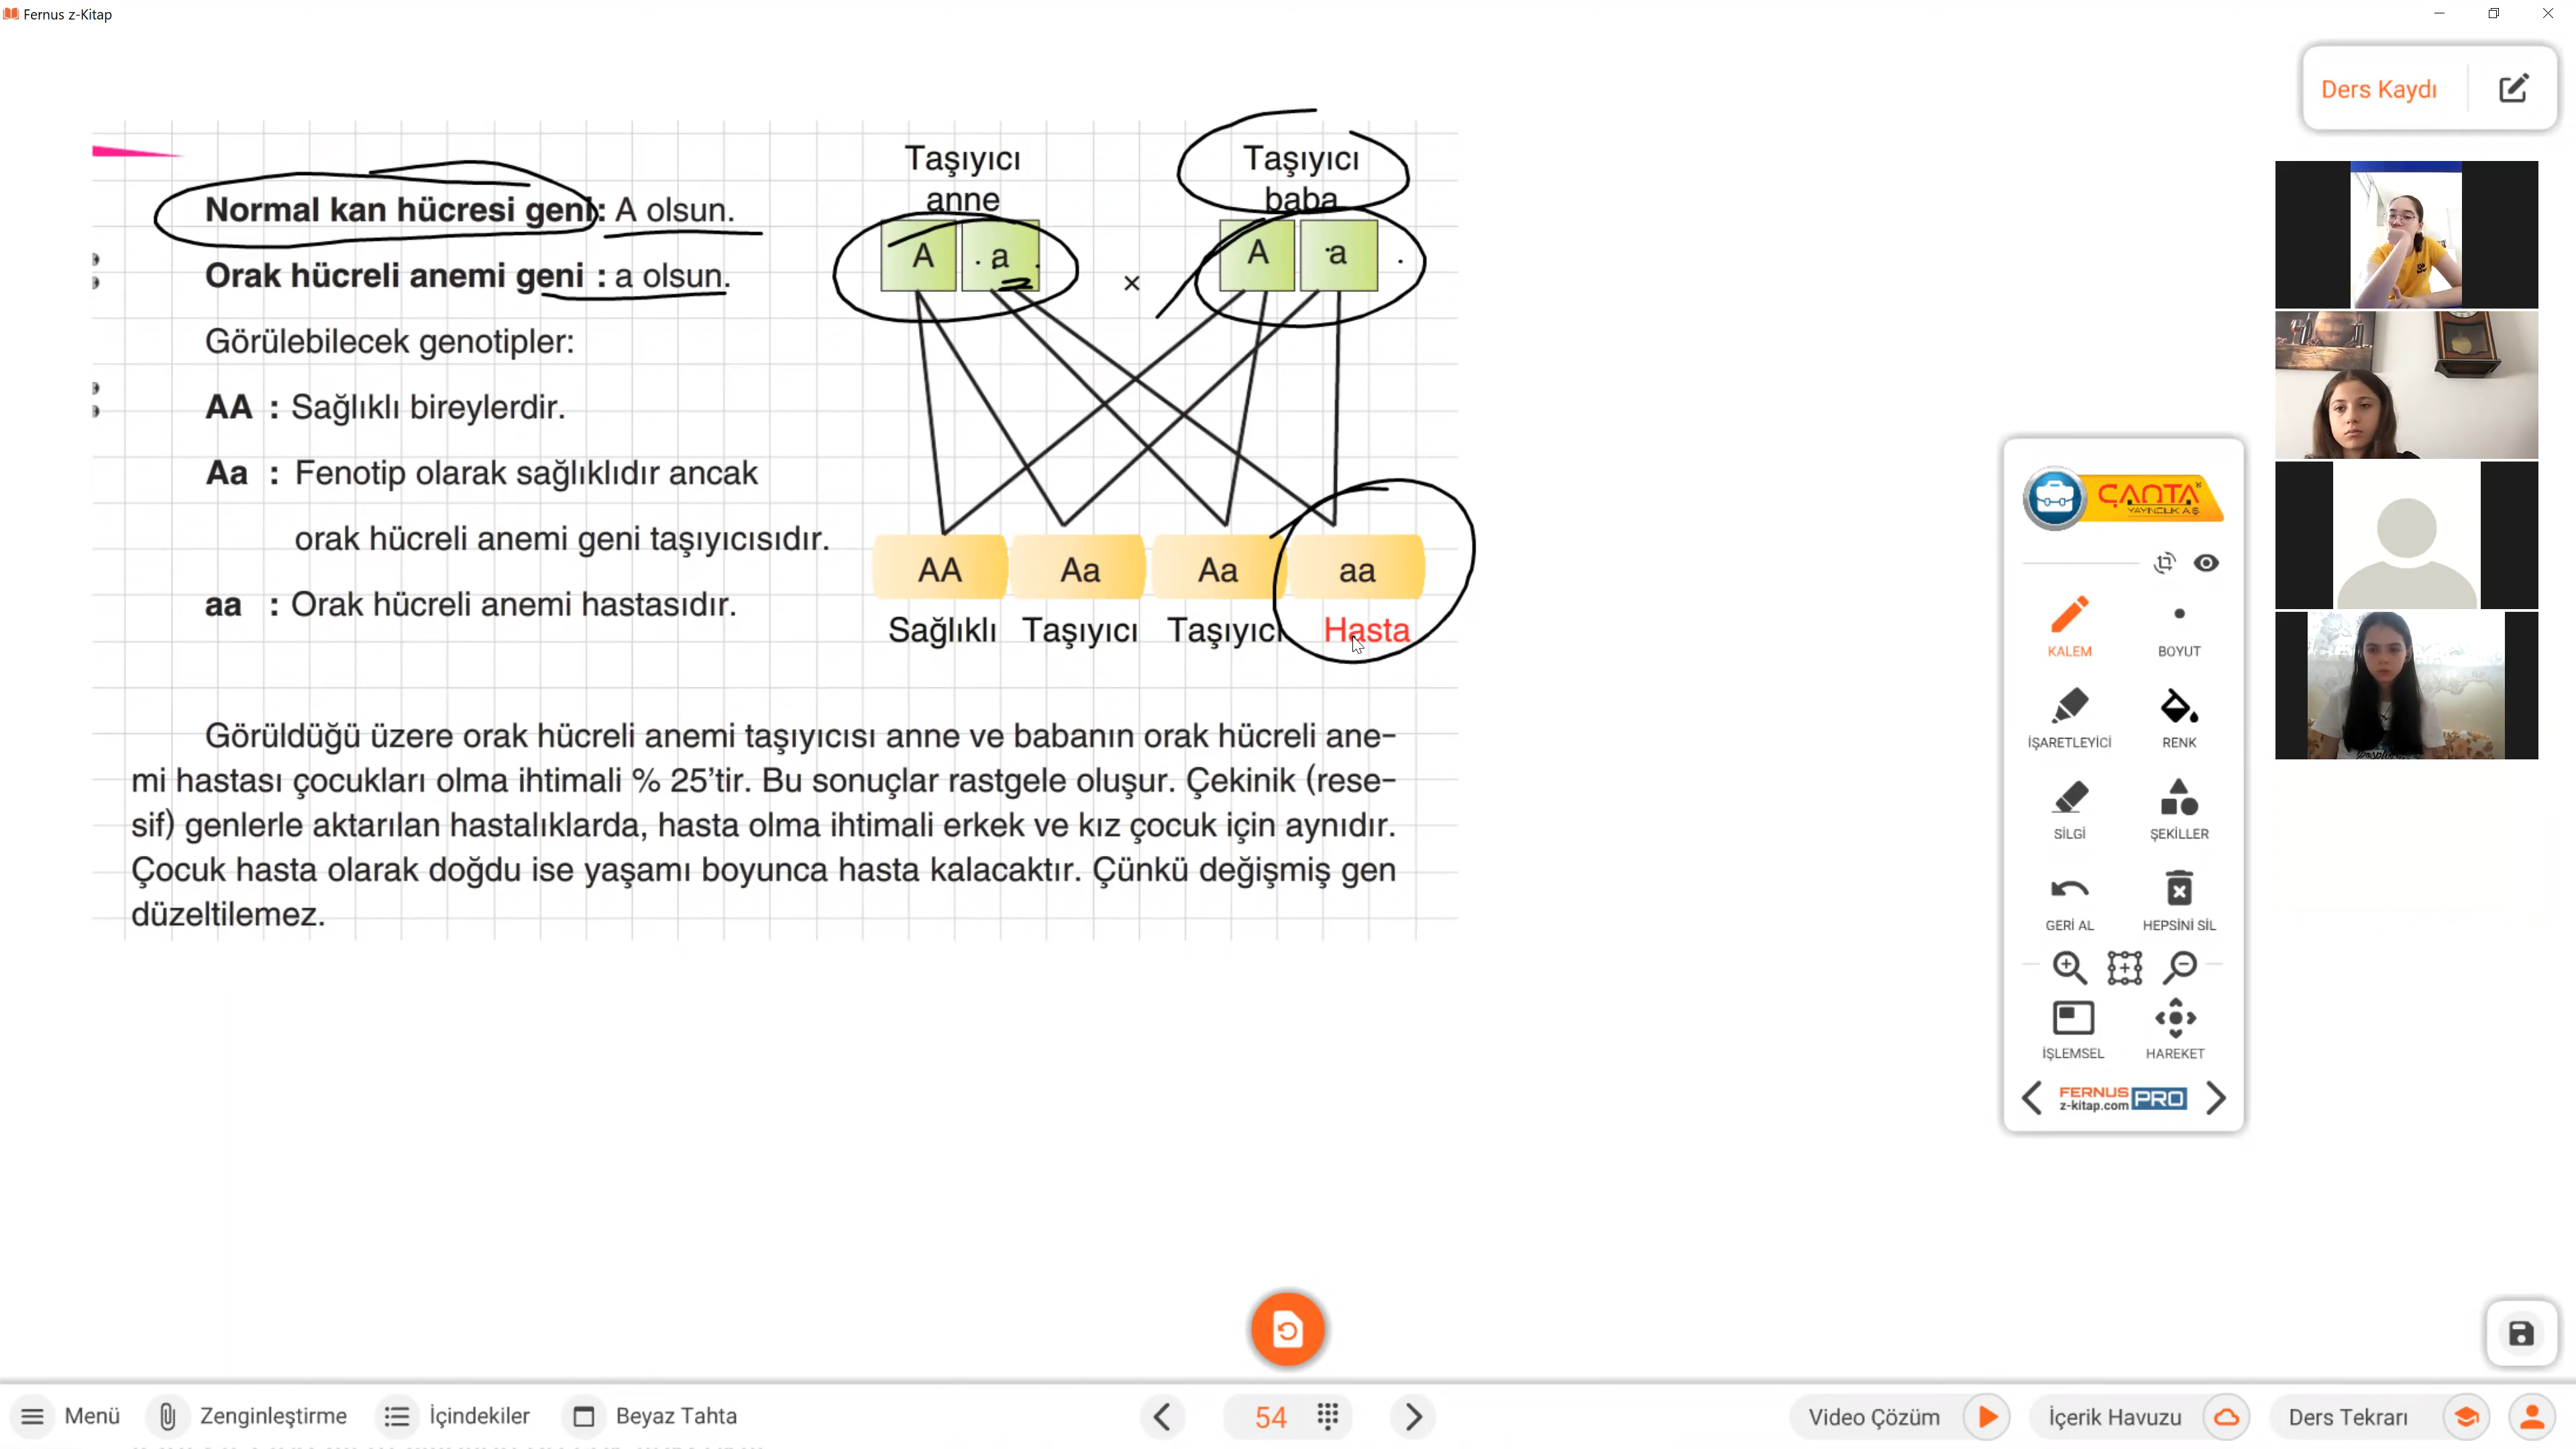 Fernus z-Kitap
Ders Kaydı
Taşıyıcı
anne
Taşıyıcı
baba
Normal kan hücresi geni: A olsun.
A a × A a
Orak hücreli anemi geni : a olsun.
Görülebilecek genotipler:
AA : Sağlıklı bireylerdir.
Aa : Fenotip olarak sağlıklıdır ancak
orak hücreli anemi geni taşıyıcısıdır.
aa : Orak hücreli anemi hastasıdır.
AA Aa Aa aa
Sağlıklı Taşıyıcı Taşıyıcı Hasta
Görüldüğü üzere orak hücreli anemi taşıyıcısı anne ve babanın orak hücreli ane-
mi hastası çocukları olma ihtimali % 25’tir. Bu sonuçlar rastgele oluşur. Çekinik (rese-
sif) genlerle aktarılan hastalıklarda, hasta olma ihtimali erkek ve kız çocuk için aynıdır.
Çocuk hasta olarak doğdu ise yaşamı boyunca hasta kalacaktır. Çünkü değişmiş gen
düzeltilemez.
ÇANTA
YAYINCILIK A.Ş.
KALEM BOYUT
İŞARETLEYİCİ RENK
SİLGİ ŞEKİLLER
GERİ AL HEPSİNİ SİL
İŞLEMSEL HAREKET
FERNUS PRO
z-kitap.com
Menü Zenginleştirme İçindekiler Beyaz Tahta 54 Video Çözüm İçerik Havuzu Ders Tekrarı